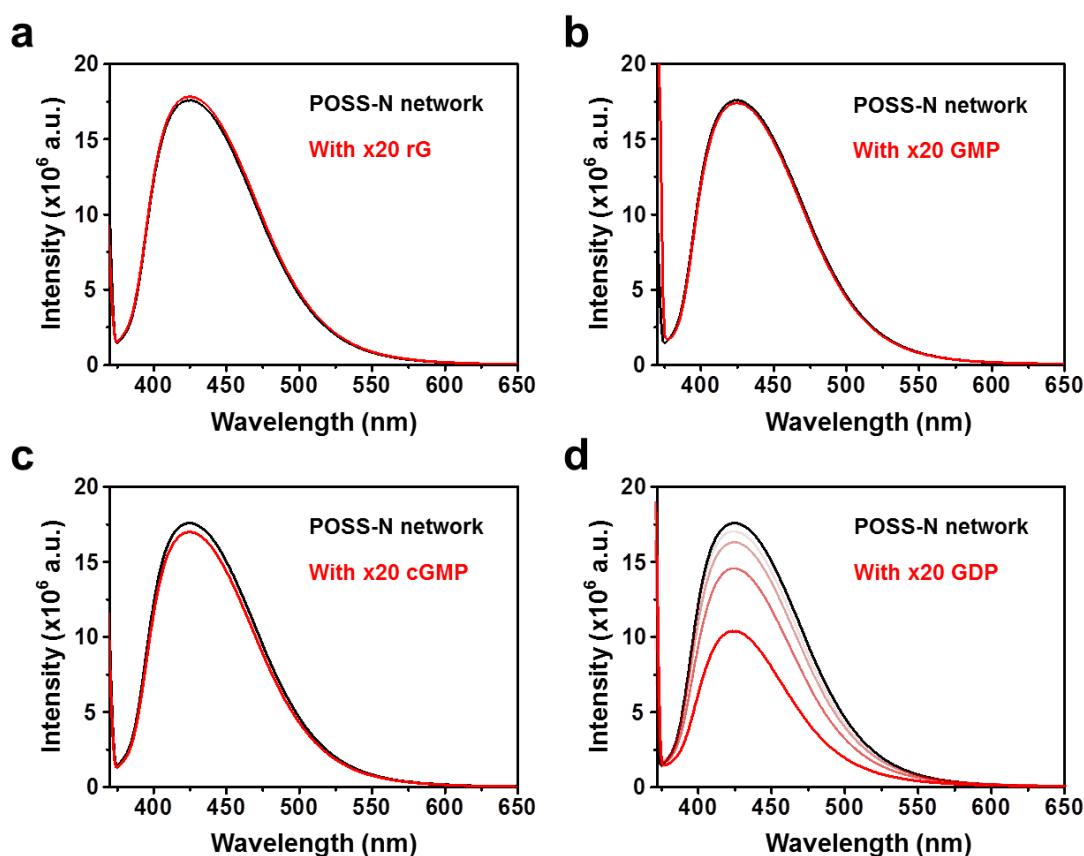 a
20
15
10
5
0
400 450 500 550 600 650
Intensity (x10⁶ a.u.)
Wavelength (nm)
POSS-N network
With x20 rG
b
20
15
10
5
0
400 450 500 550 600 650
Intensity (x10⁶ a.u.)
Wavelength (nm)
POSS-N network
With x20 GMP
c
20
15
10
5
0
400 450 500 550 600 650
Intensity (x10⁶ a.u.)
Wavelength (nm)
POSS-N network
With x20 cGMP
d
20
15
10
5
0
400 450 500 550 600 650
Intensity (x10⁶ a.u.)
Wavelength (nm)
POSS-N network
With x20 GDP